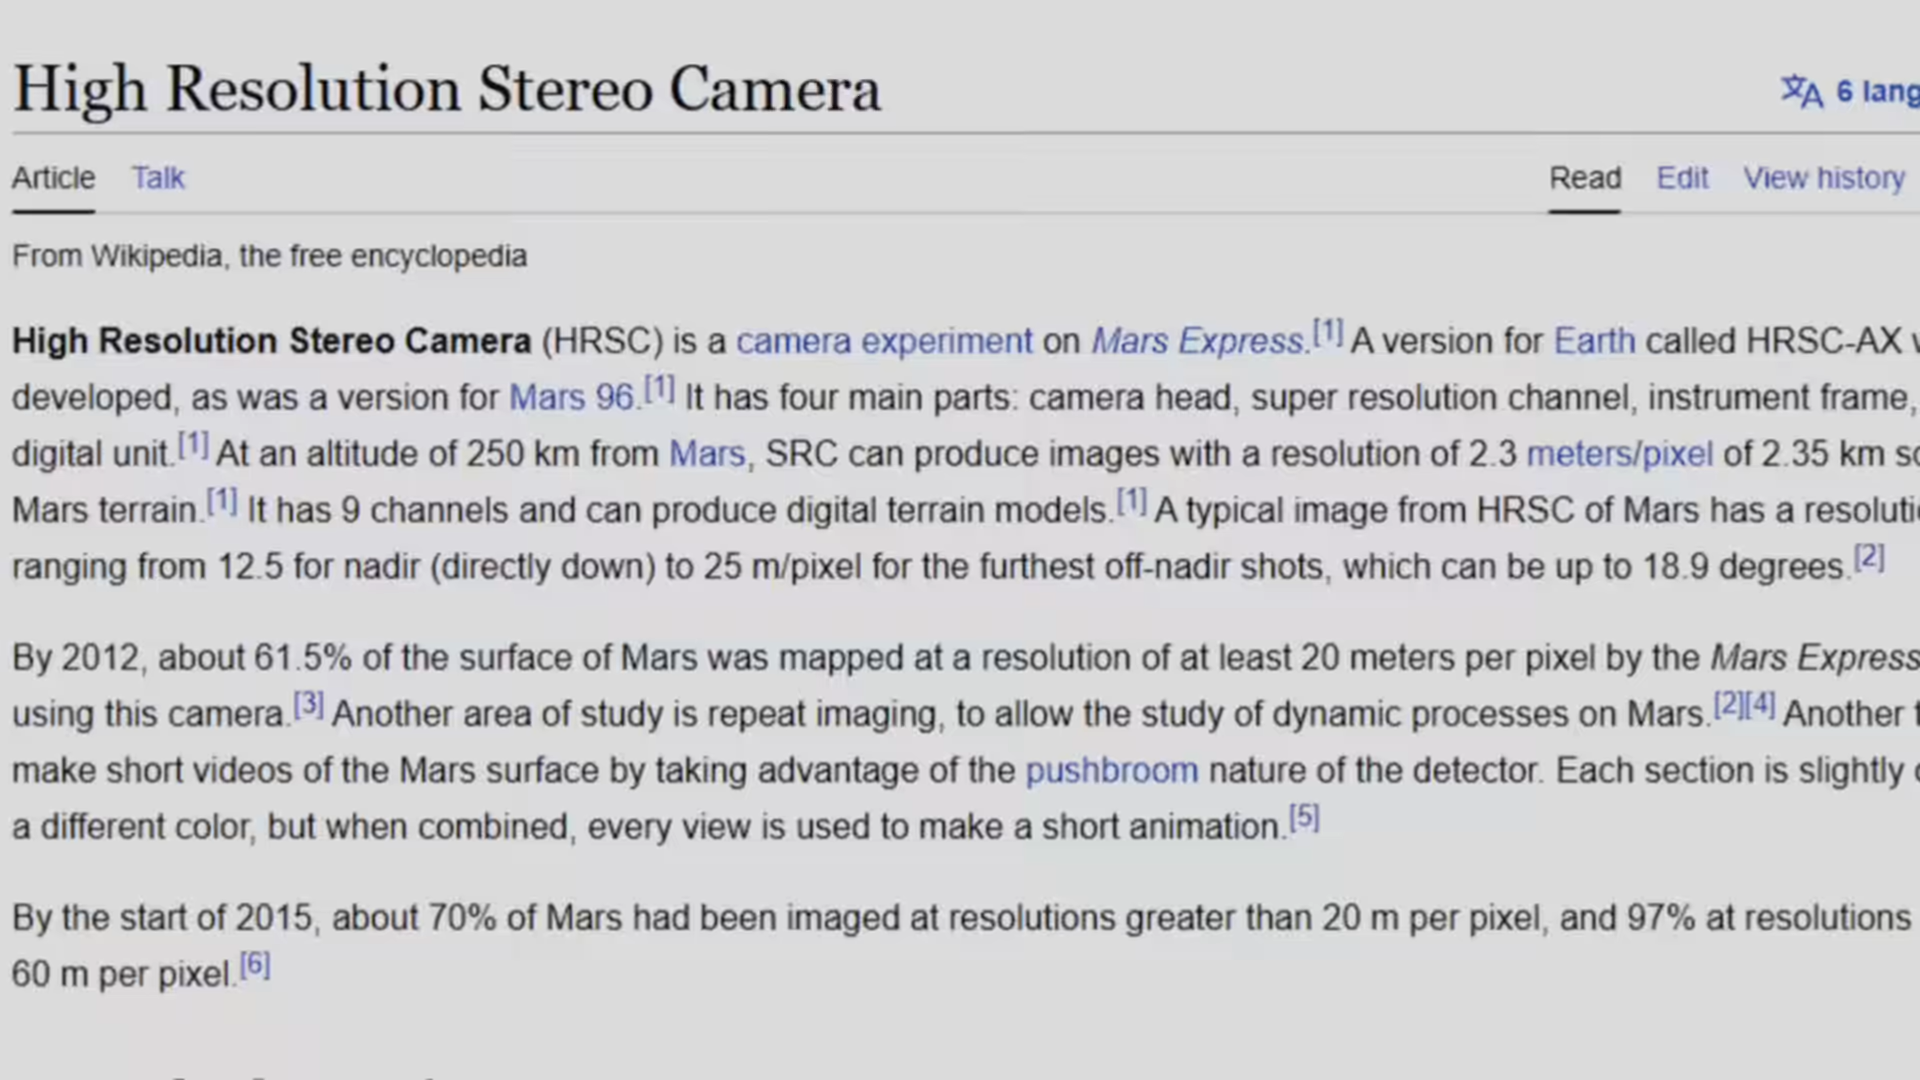 High Resolution Stereo Camera
6 lang
Article Talk Read Edit View history
From Wikipedia, the free encyclopedia
High Resolution Stereo Camera (HRSC) is a camera experiment on Mars Express.[1] A version for Earth called HRSC-AX
developed, as was a version for Mars 96.[1] It has four main parts: camera head, super resolution channel, instrument frame,
digital unit.[1] At an altitude of 250 km from Mars, SRC can produce images with a resolution of 2.3 meters/pixel of 2.35 km
Mars terrain.[1] It has 9 channels and can produce digital terrain models.[1] A typical image from HRSC of Mars has a resoluti
ranging from 12.5 for nadir (directly down) to 25 m/pixel for the furthest off-nadir shots, which can be up to 18.9 degrees.[2]
By 2012, about 61.5% of the surface of Mars was mapped at a resolution of at least 20 meters per pixel by the Mars Express
using this camera.[3] Another area of study is repeat imaging, to allow the study of dynamic processes on Mars.[2][4] Another
make short videos of the Mars surface by taking advantage of the pushbroom nature of the detector. Each section is slightly
a different color, but when combined, every view is used to make a short animation.[5]
By the start of 2015, about 70% of Mars had been imaged at resolutions greater than 20 m per pixel, and 97% at resolutions
60 m per pixel.[6]